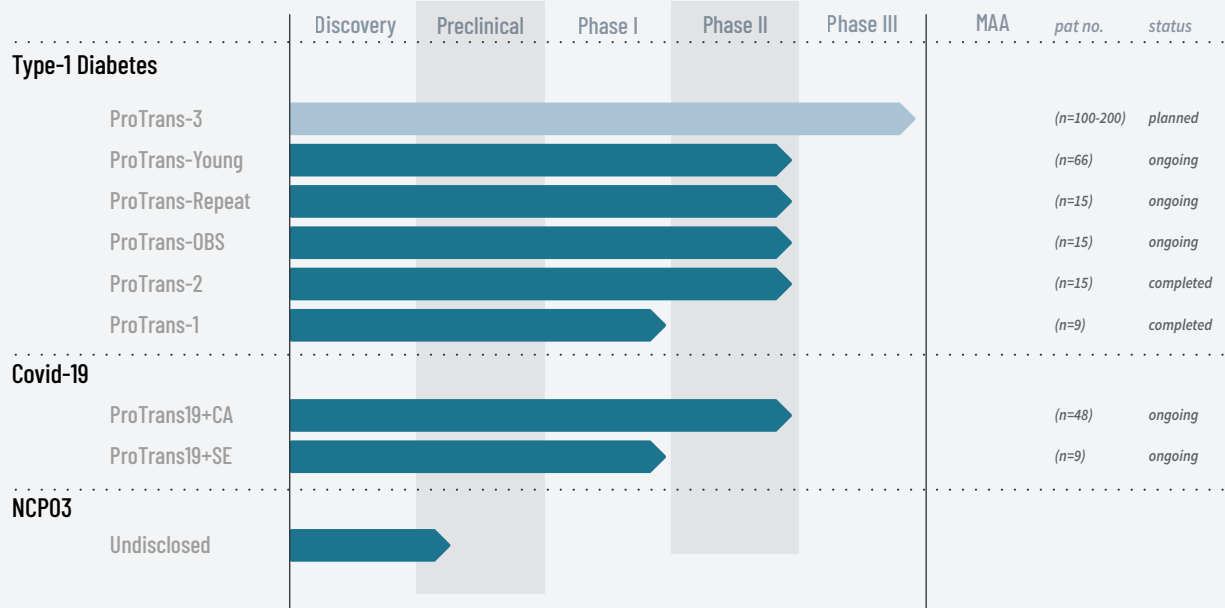 Discovery Preclinical Phase I Phase II Phase III MAA pat no. status
Type-1 Diabetes
ProTrans-3 (n=100-200) planned
ProTrans-Young (n=66) ongoing
ProTrans-Repeat (n=15) ongoing
ProTrans-OBS (n=15) ongoing
ProTrans-2 (n=15) completed
ProTrans-1 (n=9) completed
Covid-19
ProTrans19+CA (n=48) ongoing
ProTrans19+SE (n=9) ongoing
NCP03
Undisclosed